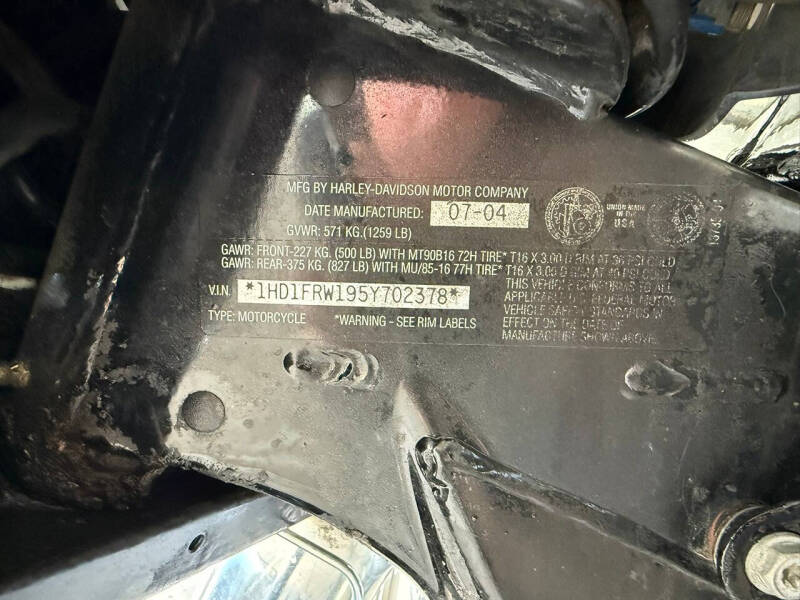 MFG BY HARLEY-DAVIDSON MOTOR COMPANY
DATE MANUFACTURED: 07-04
GVWR: 571 KG.(1259 LB)
UNION MADE
IN THE
U S A
GAWR: FRONT-227 KG. (500 LB) WITH MT90B16 72H TIRE* T16 X 3.00 D RIM AT 36 PSI COLD
GAWR: REAR-375 KG. (827 LB) WITH MU/85-16 77H TIRE* T16 X 3.00 D RIM AT 40 PSI COLD
V.I.N. *1HD1FRW195Y702378*
TYPE: MOTORCYCLE *WARNING - SEE RIM LABELS
THIS VEHICLE CONFORMS TO ALL
APPLICABLE U.S. FEDERAL MOTOR
VEHICLE SAFETY STANDARDS IN
EFFECT ON THE DATE OF
MANUFACTURE SHOWN ABOVE.